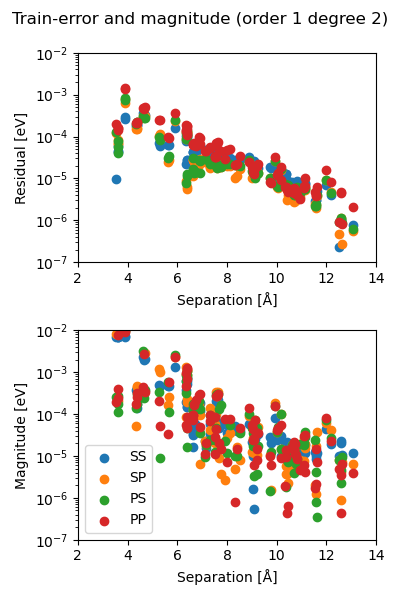 Train-error and magnitude (order 1 degree 2)
10⁻²
10⁻³
10⁻⁴
10⁻⁵
10⁻⁶
10⁻⁷
Residual [eV]
2 4 6 8 10 12 14
Separation [Å]
10⁻²
10⁻³
10⁻⁴
10⁻⁵
10⁻⁶
10⁻⁷
Magnitude [eV]
SS
SP
PS
PP
2 4 6 8 10 12 14
Separation [Å]